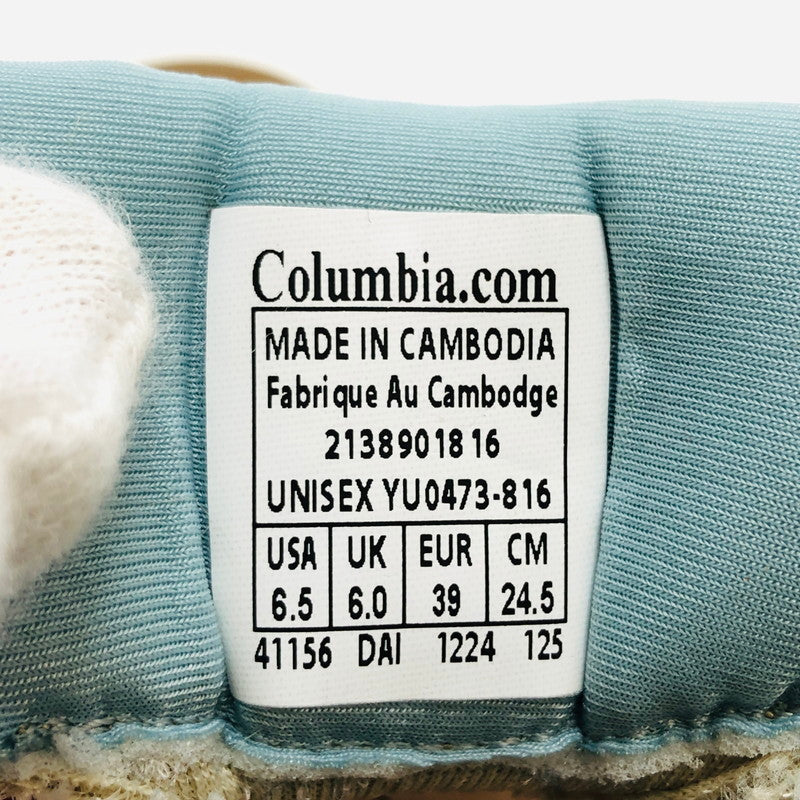 Columbia.com
MADE IN CAMBODIA
Fabrique Au Cambodge
2138901816
UNISEX YU0473-816
USA UK EUR CM
6.5 6.0 39 24.5
41156 DAI 1224 125